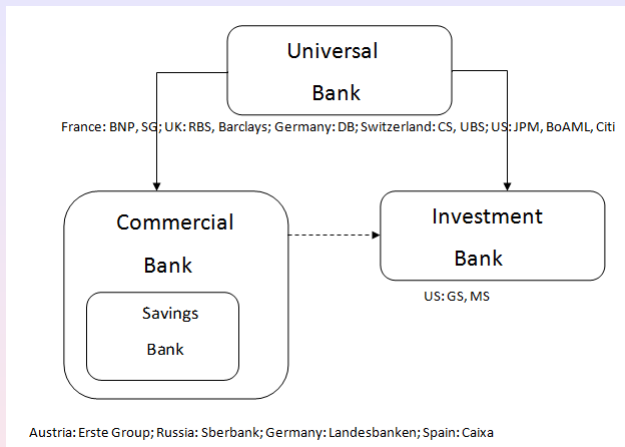 Universal
Bank
France: BNP, SG; UK: RBS, Barclays; Germany: DB; Switzerland: CS, UBS; US: JPM, BoAML, Citi
Commercial
Bank
Savings
Bank
Investment
Bank
US: GS, MS
Austria: Erste Group; Russia: Sberbank; Germany: Landesbanken; Spain: Caixa